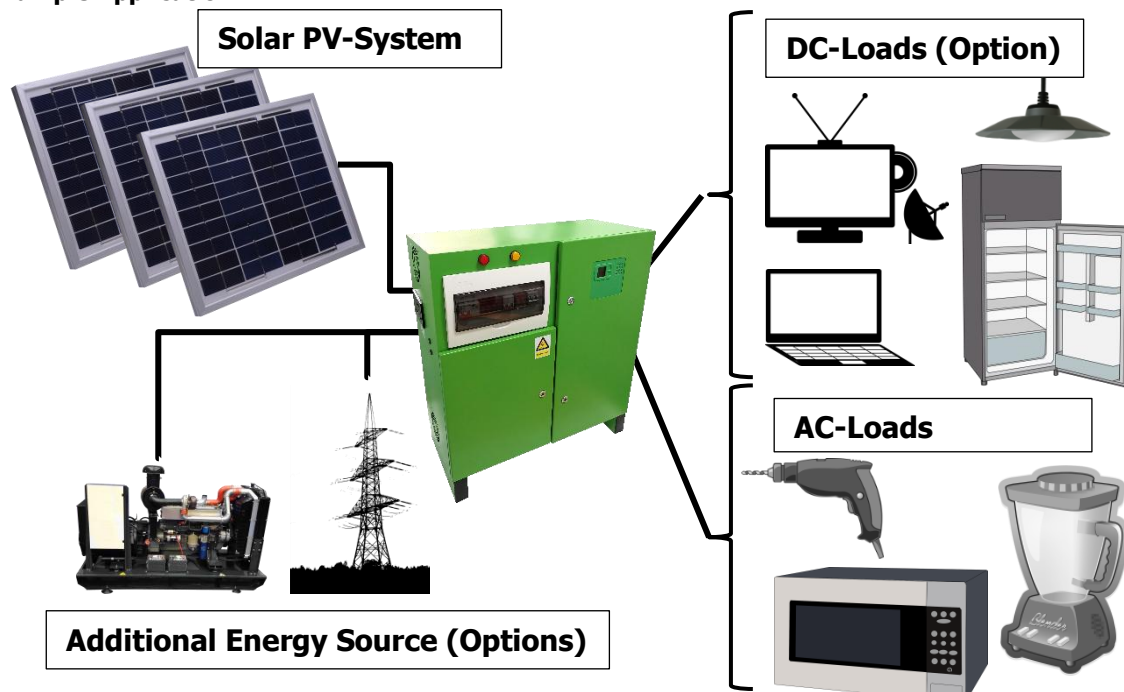 Solar PV-System
DC-Loads (Option)
AC-Loads
Additional Energy Source (Options)